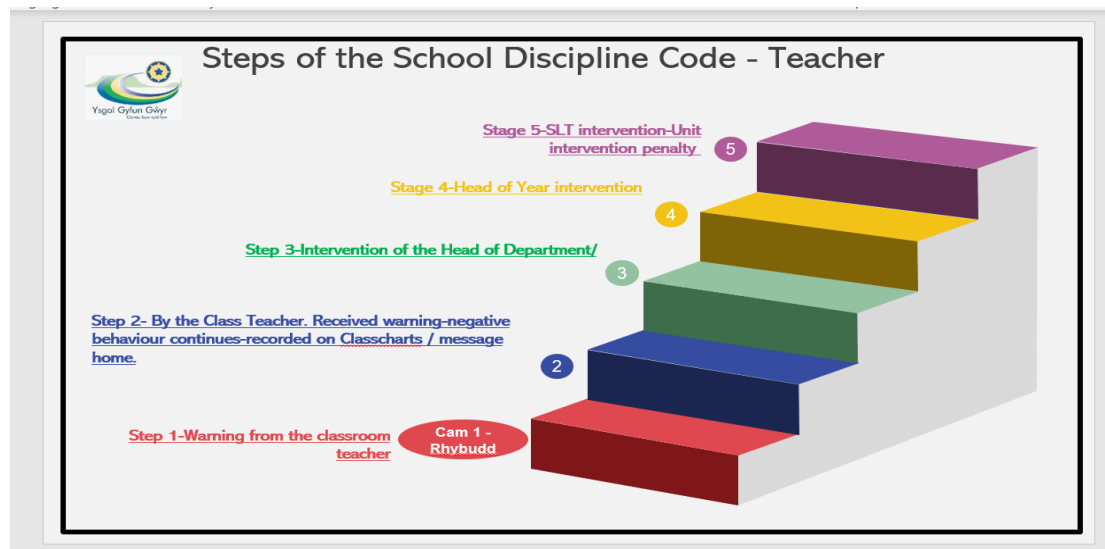 Steps of the School Discipline Code - Teacher
Ysgol Gyfun Gŵyr
Stage 5-SLT intervention-Unit
intervention penalty
5
Stage 4-Head of Year intervention
4
Step 3-Intervention of the Head of Department/
3
Step 2- By the Class Teacher. Received warning-negative
behaviour continues-recorded on Classcharts / message
home.
2
Step 1-Warning from the classroom
teacher
Cam 1 -
Rhybudd